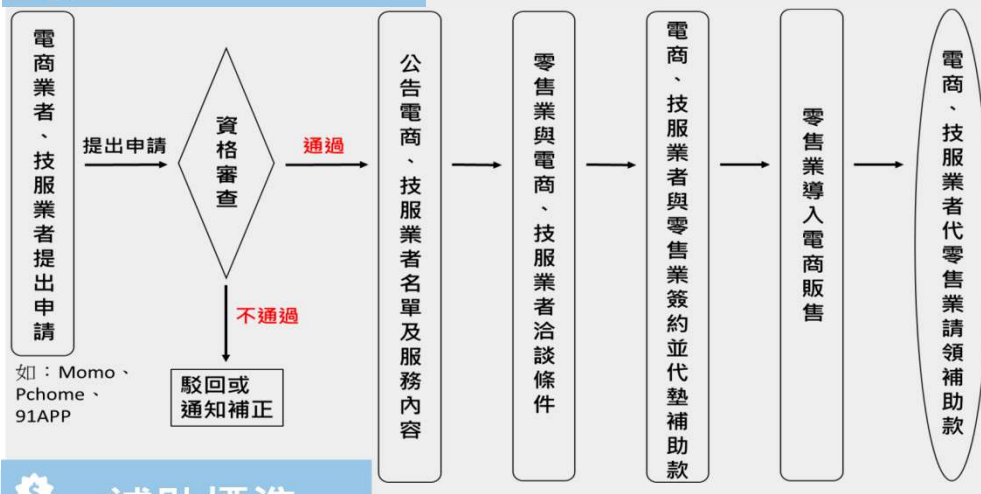 電商業者、技服業者提出申請
如：Momo、
Pchome、
91APP
提出申請
資格審查
通過
不通過
駁回或
通知補正
公告電商、技服業者名單及服務內容
零售業與電商、技服業者洽談條件
電商、技服業者與零售業簽約並代墊補助款
零售業導入電商販售
電商、技服業者代零售業請領補助款